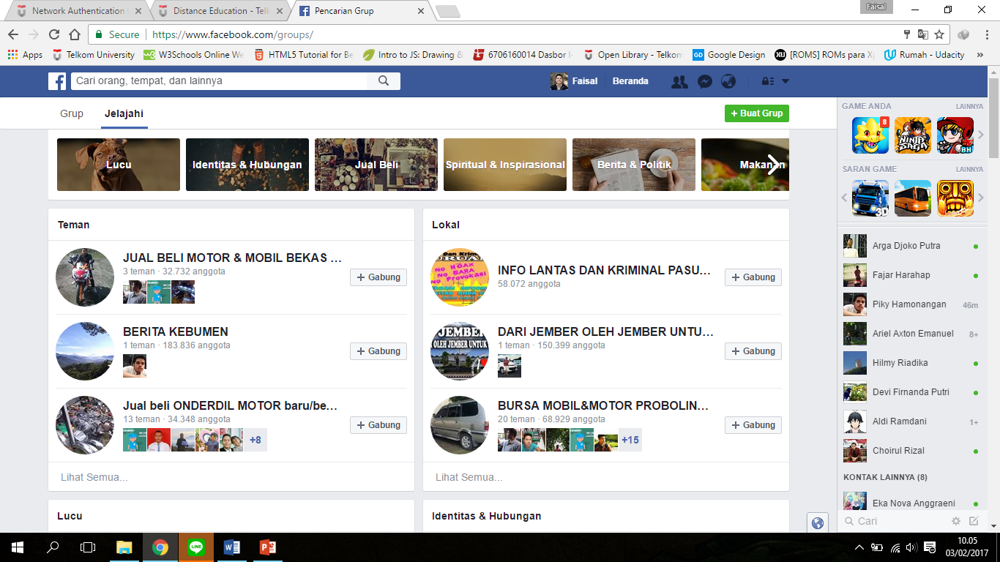 Network Authentication
Distance Education - Telk
Pencarian Grup
Faisal
Secure
https://www.facebook.com/groups/
Apps
Telkom University
W3Schools Online We
HTML5 Tutorial for Be
Intro to JS: Drawing &
6706160014 Dasbor I-
Open Library - Telkom
Google Design
[ROMS] ROMs para Xp
Rumah - Udacity
Cari orang, tempat, dan lainnya
Faisal
Beranda
Grup
Jelajahi
+ Buat Grup
Lucu
Identitas & Hubungan
Jual Beli
Spiritual & Inspirasional
Berita & Politik
Makanan
Teman
JUAL BELI MOTOR & MOBIL BEKAS ...
3 teman · 32.732 anggota
+ Gabung
BERITA KEBUMEN
1 teman · 183.836 anggota
+ Gabung
Jual beli ONDERDIL MOTOR baru/be...
13 teman · 34.348 anggota
+8
+ Gabung
Lihat Semua...
Lokal
INFO LANTAS DAN KRIMINAL PASU...
58.072 anggota
+ Gabung
DARI JEMBER OLEH JEMBER UNTU...
1 teman · 150.399 anggota
+ Gabung
BURSA MOBIL&MOTOR PROBOLIN...
20 teman · 68.929 anggota
+15
+ Gabung
Lihat Semua...
Lucu
Identitas & Hubungan
GAME ANDA
LAINNYA
8
NINJA SAGA
BH
SARAN GAME
LAINNYA
3D
Arga Djoko Putra
Fajar Harahap
Piky Hamonangan
46m
Ariel Axton Emanuel
8+
Hilmy Riadika
Devi Firnanda Putri
Aldi Ramdani
1+
Choirul Rizal
KONTAK LAINNYA (8)
Eka Nova Anggraeni
Cari
10.05
03/02/2017